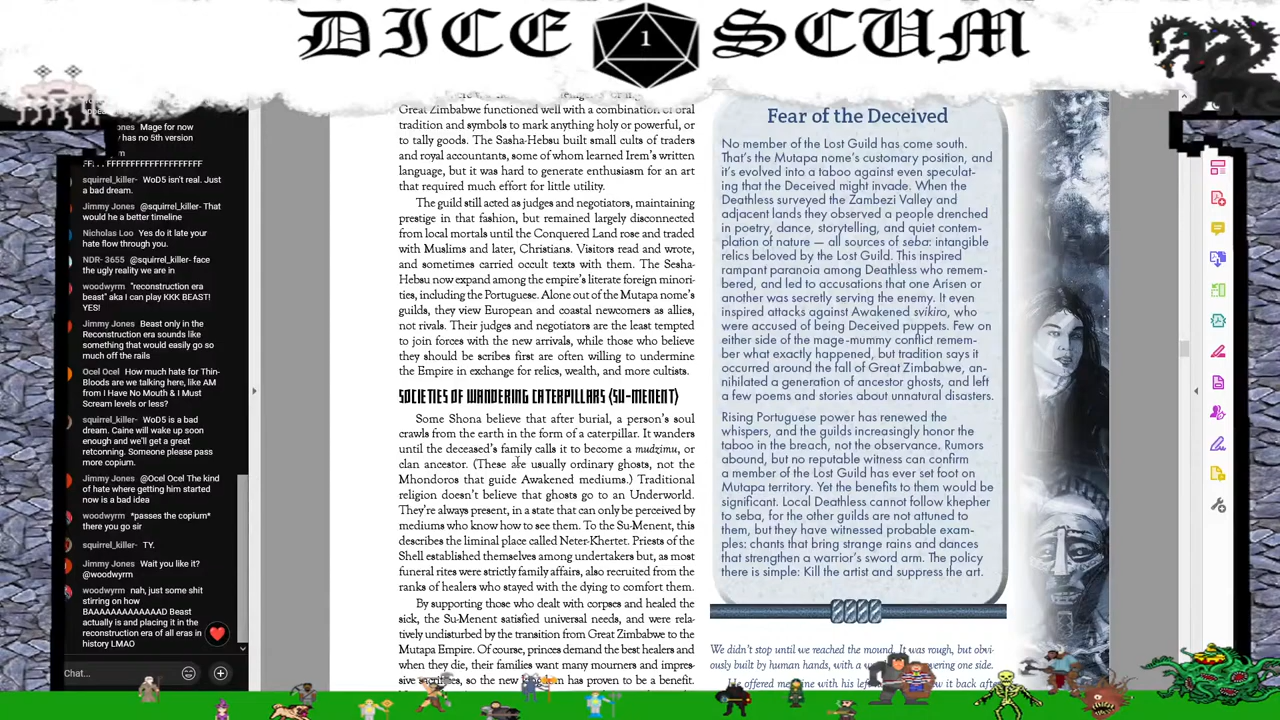 DICE 1 SCUM
ones Mage for now
has no 5th version
FFFFFFFFFFFFFFFFFFFFF
squirrel_killer- WoD5 isn't real. Just
a bad dream.
Jimmy Jones @squirrel_killer- That
would he a better timeline
Nicholas Loo Yes do it late your
hate flow through you.
NDR- 3655 @squirrel_killer- face
the ugly reality we are in
woodwyrm "reconstruction era
beast" aka I can play KKK BEAST!
YES!
Jimmy Jones Beast only in the
Reconstruction era sounds like
something that would easily go so
much off the rails
Ocel Ocel How much hate for Thin-
Bloods are we talking here, like AM
from I Have No Mouth & I Must
Scream levels or less?
squirrel_killer- WoD5 is a bad
dream. Caine will wake up soon
enough and we'll get a great
retconning. Someone please pass
more copium.
Jimmy Jones @Ocel Ocel The kind
of hate where getting him started
now is a bad idea
woodwyrm *passes the copium*
there you go sir
squirrel_killer- TY.
Jimmy Jones Wait you like it?
@woodwyrm
woodwyrm nah, just some shit
stirring on how
BAAAAAAAAAAAAD Beast
actually is and placing it in the
reconstruction era of all eras in
history LMAO
Chat...
Great Zimbabwe functioned well with a combination of oral
tradition and symbols to mark anything holy or powerful, or
to tally goods. The Sasha-Hebsu built small cults of traders
and royal accountants, some of whom learned Irem's written
language, but it was hard to generate enthusiasm for an art
that required much effort for little utility.
The guild still acted as judges and negotiators, maintaining
prestige in that fashion, but remained largely disconnected
from local mortals until the Conquered Land rose and traded
with Muslims and later, Christians. Visitors read and wrote,
and sometimes carried occult texts with them. The Sesha-
Hebsu now expand among the empire's literate foreign minori-
ties, including the Portuguese. Alone out of the Mutapa nome's
guilds, they view European and coastal newcomers as allies,
not rivals. Their judges and negotiators are the least tempted
to join forces with the new arrivals, while those who believe
they should be scribes first are often willing to undermine
the Empire in exchange for relics, wealth, and more cultists.
SOCIETIES OF WANDERING CATERPILLARS (SU-MENENT)
Some Shona believe that after burial, a person's soul
crawls from the earth in the form of a caterpillar. It wanders
until the deceased's family calls it to become a mudzimu, or
clan ancestor. (These are usually ordinary ghosts, not the
Mhondoros that guide Awakened mediums.) Traditional
religion doesn't believe that ghosts go to an Underworld.
They're always present, in a state that can only be perceived by
mediums who know how to see them. To the Su-Menent, this
describes the liminal place called Neter-Khertet. Priests of the
Shell established themselves among undertakers but, as most
funeral rites were strictly family affairs, also recruited from the
ranks of healers who stayed with the dying to comfort them.
By supporting those who dealt with corpses and healed the
sick, the Su-Menent satisfied universal needs, and were rela-
tively undisturbed by the transition from Great Zimbabwe to the
Mutapa Empire. Of course, princes demand the best healers and
when they die, their families want many mourners and impres-
sive sacrifices, so the new has proven to be a benefit.
Fear of the Deceived
No member of the Lost Guild has come south.
That's the Mutapa nome's customary position, and
it's evolved into a taboo against even speculat-
ing that the Deceived might invade. When the
Deathless surveyed the Zambezi Valley and
adjacent lands they observed a people drenched
in poetry, dance, storytelling, and quiet contem-
plation of nature — all sources of seba: intangible
relics beloved by the Lost Guild. This inspired
rampant paranoia among Deathless who remem-
bered, and led to accusations that one Arisen or
another was secretly serving the enemy. It even
inspired attacks against Awakened svikiro, who
were accused of being Deceived puppets. Few on
either side of the mage-mummy conflict remem-
ber what exactly happened, but tradition says it
occurred around the fall of Great Zimbabwe, an-
nihilated a generation of ancestor ghosts, and left
a few poems and stories about unnatural disasters.
Rising Portuguese power has renewed the
whispers, and the guilds increasingly honor the
taboo in the breach, not the observance. Rumors
abound, but no reputable witness can confirm
a member of the Lost Guild has ever set foot on
Mutapa territory. Yet the benefits to them would be
significant. Local Deathless cannot follow khepher
to seba, for the other guilds are not attuned to
them, but they have witnessed probable exam-
ples: chants that bring strange rains and dances
that strengthen a warrior's sword arm. The policy
there is simple: Kill the artist and suppress the art.
We didn't stop until we reached the mound. It was rough, but obvi-
ously built by human hands, with a covering one side.
He offered me with his left it back